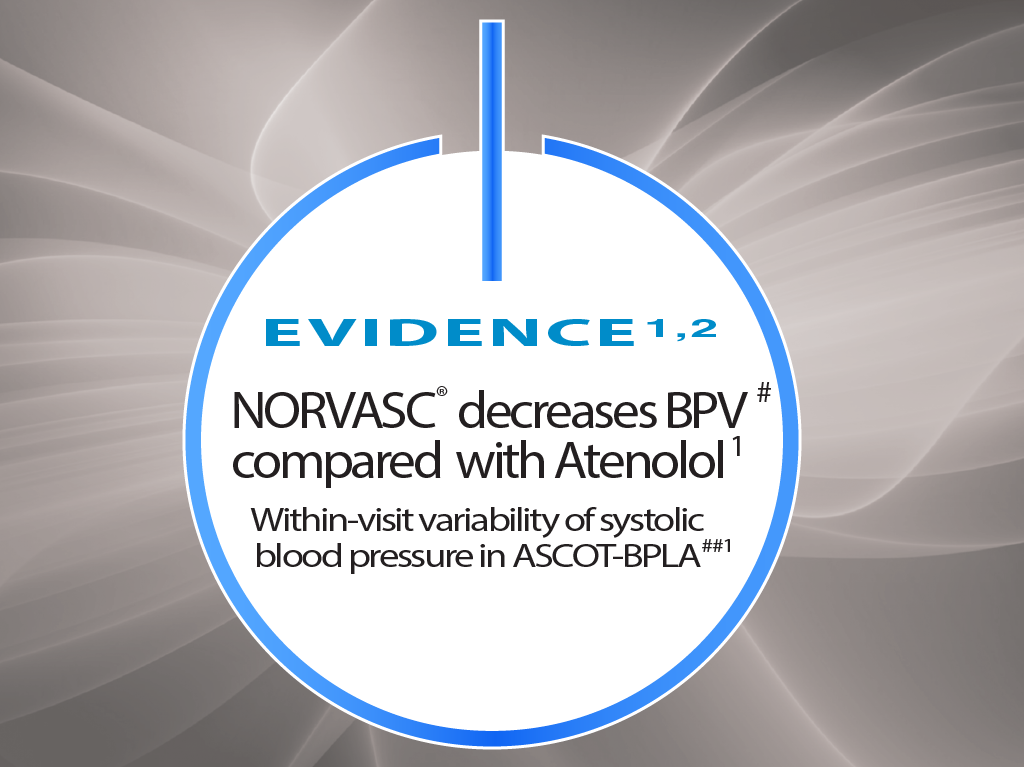 EVIDENCE 1,2
NORVASC® decreases BPV #
compared with Atenolol 1
Within-visit variability of systolic
blood pressure in ASCOT-BPLA ##1